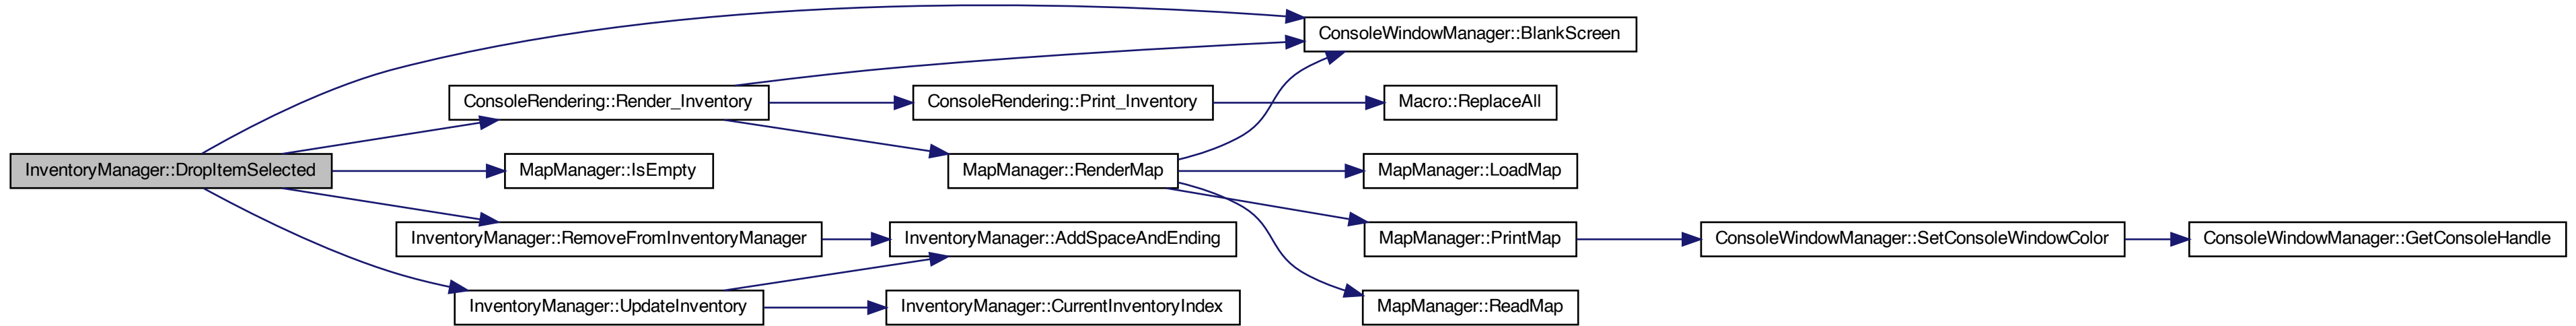 ConsoleWindowManager::BlankScreen
ConsoleRendering::Render_Inventory
ConsoleRendering::Print_Inventory
Macro::ReplaceAll
InventoryManager::DropItemSelected
MapManager::IsEmpty
MapManager::RenderMap
MapManager::LoadMap
InventoryManager::RemoveFromInventoryManager
InventoryManager::AddSpaceAndEnding
MapManager::PrintMap
ConsoleWindowManager::SetConsoleWindowColor
ConsoleWindowManager::GetConsoleHandle
InventoryManager::UpdateInventory
InventoryManager::CurrentInventoryIndex
MapManager::ReadMap